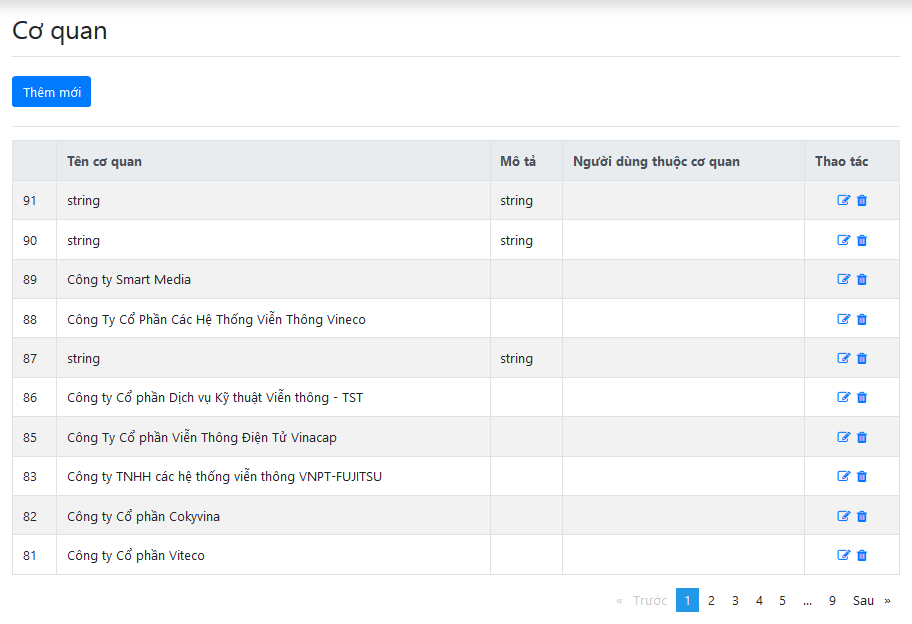 Cơ quan
Thêm mới
Tên cơ quan Mô tả Người dùng thuộc cơ quan Thao tác
91 string string
90 string string
89 Công ty Smart Media
88 Công Ty Cổ Phần Các Hệ Thống Viễn Thông Vineco
87 string string
86 Công ty Cổ phần Dịch vụ Kỹ thuật Viễn thông - TST
85 Công Ty Cổ phần Viễn Thông Điện Tử Vinacap
83 Công ty TNHH các hệ thống viễn thông VNPT-FUJITSU
82 Công ty Cổ phần Cokyvina
81 Công ty Cổ phần Viteco
« Trước 1 2 3 4 5 ... 9 Sau »